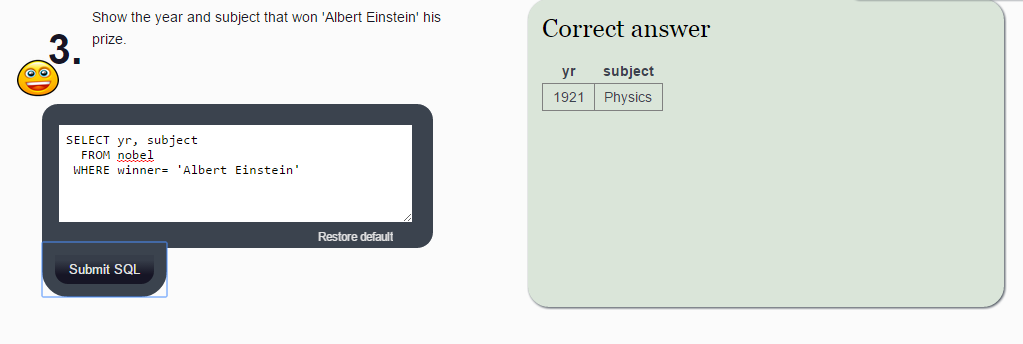 Show the year and subject that won 'Albert Einstein' his
prize.
3.
SELECT yr, subject
FROM nobel
WHERE winner= 'Albert Einstein'
Restore default
Submit SQL
Correct answer
yr subject
1921 Physics